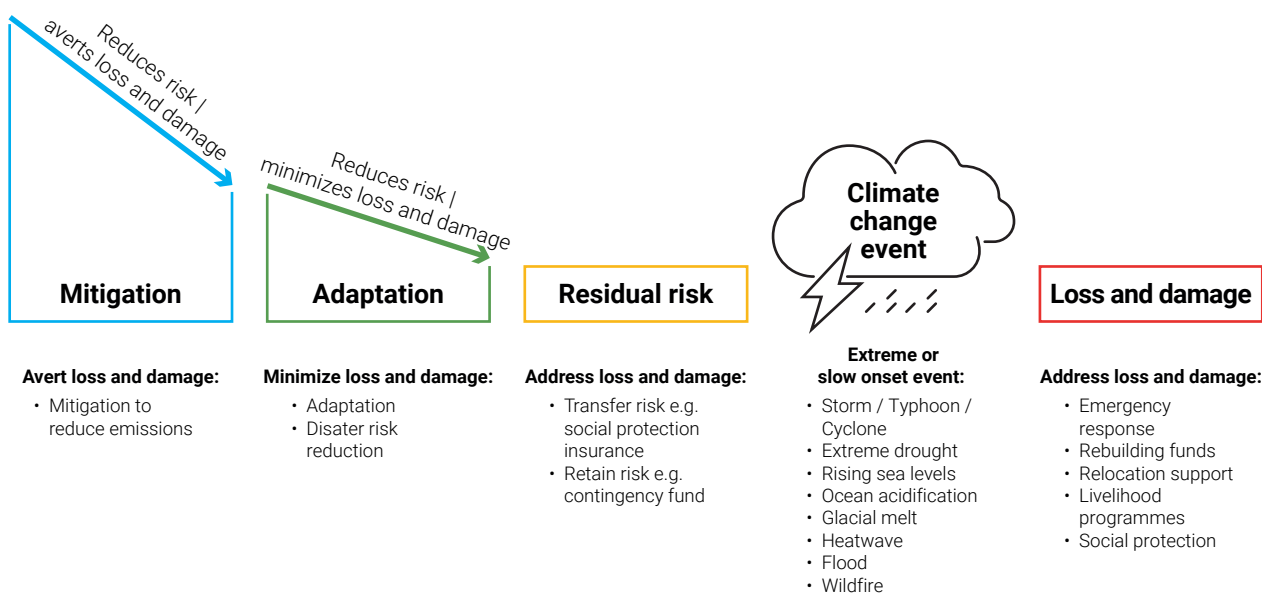 Reduces risk |
averts loss and damage
Reduces risk |
minimizes loss and damage
Climate
change
event
Mitigation
Adaptation
Residual risk
Loss and damage
Avert loss and damage:
• Mitigation to
reduce emissions
Minimize loss and damage:
• Adaptation
• Disater risk
reduction
Address loss and damage:
• Transfer risk e.g.
social protection
insurance
• Retain risk e.g.
contingency fund
Extreme or
slow onset event:
• Storm / Typhoon /
Cyclone
• Extreme drought
• Rising sea levels
• Ocean acidification
• Glacial melt
• Heatwave
• Flood
• Wildfire
Address loss and damage:
• Emergency
response
• Rebuilding funds
• Relocation support
• Livelihood
programmes
• Social protection